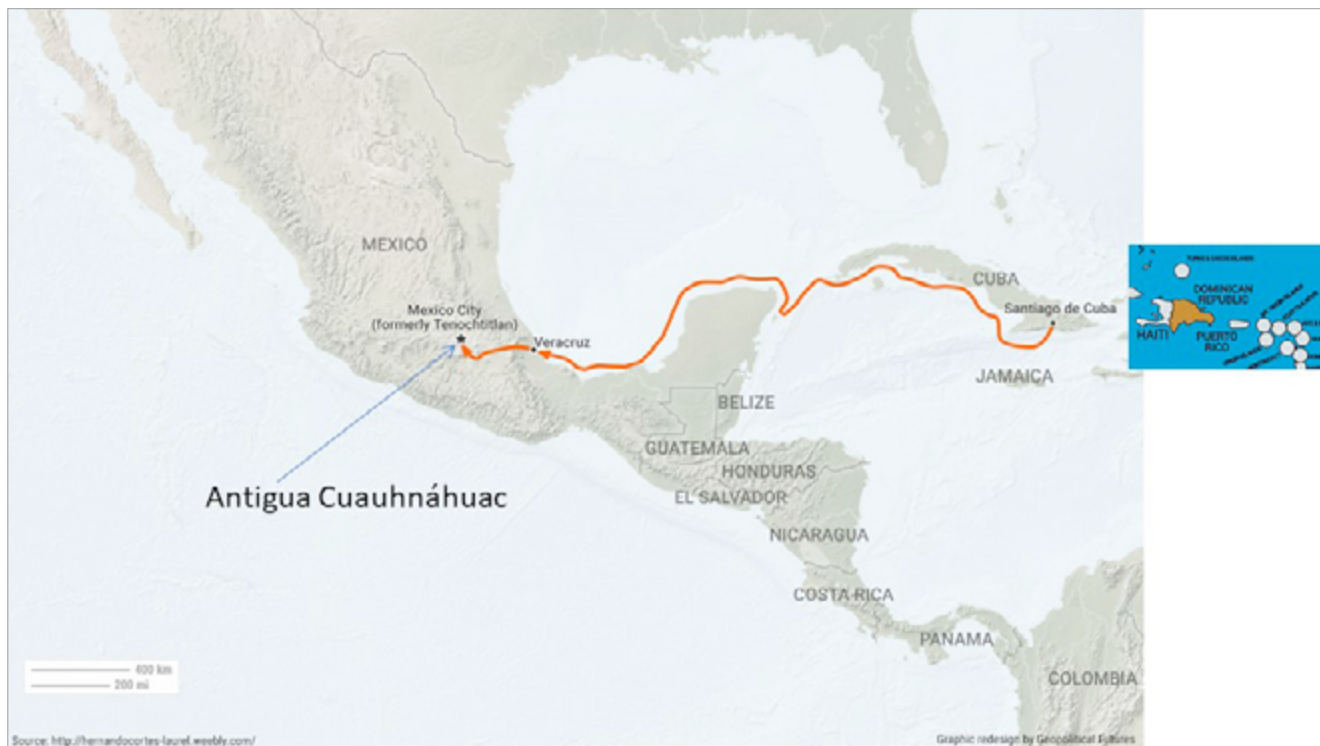 MEXICO
Mexico City
(formerly Tenochtitlan)
Veracruz
CUBA
Santiago de Cuba
JAMAICA
BELIZE
GUATEMALA
HONDURAS
EL SALVADOR
NICARAGUA
COSTA RICA
PANAMA
COLOMBIA
Antigua Cuauhnáhuac
DOMINICAN
REPUBLIC
HAITI
PUERTO
RICO
400 km
200 mi
Source: http://hernandocortes-laurel.weebly.com/
Graphic redesign by Geopolitical Futures